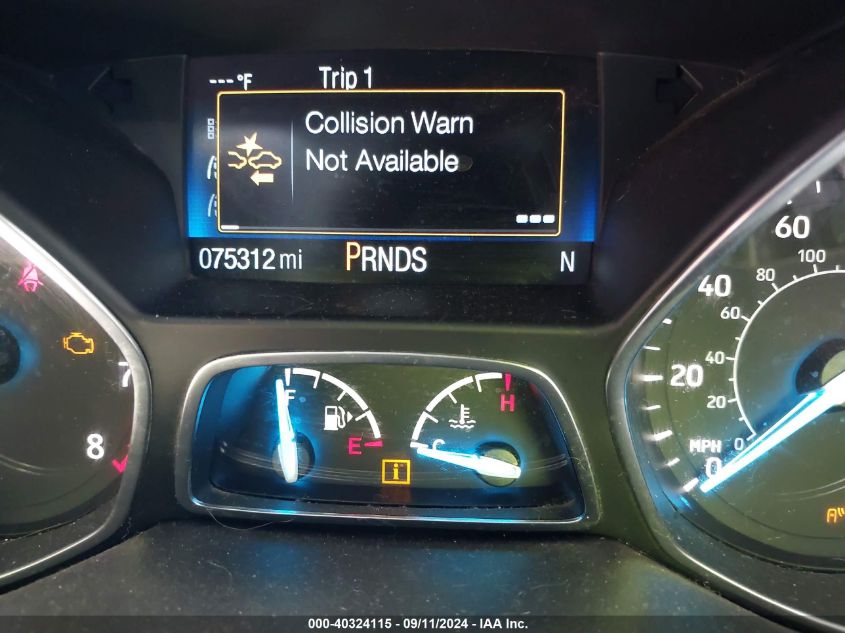 ---°F Trip 1
Collision Warn
Not Available
075312 mi PRNDS N
60
100
80
40
60
40
20
20
MPH 0
0
7
8
F
E
H
C
i
000-40324115 - 09/11/2024 - IAA Inc.